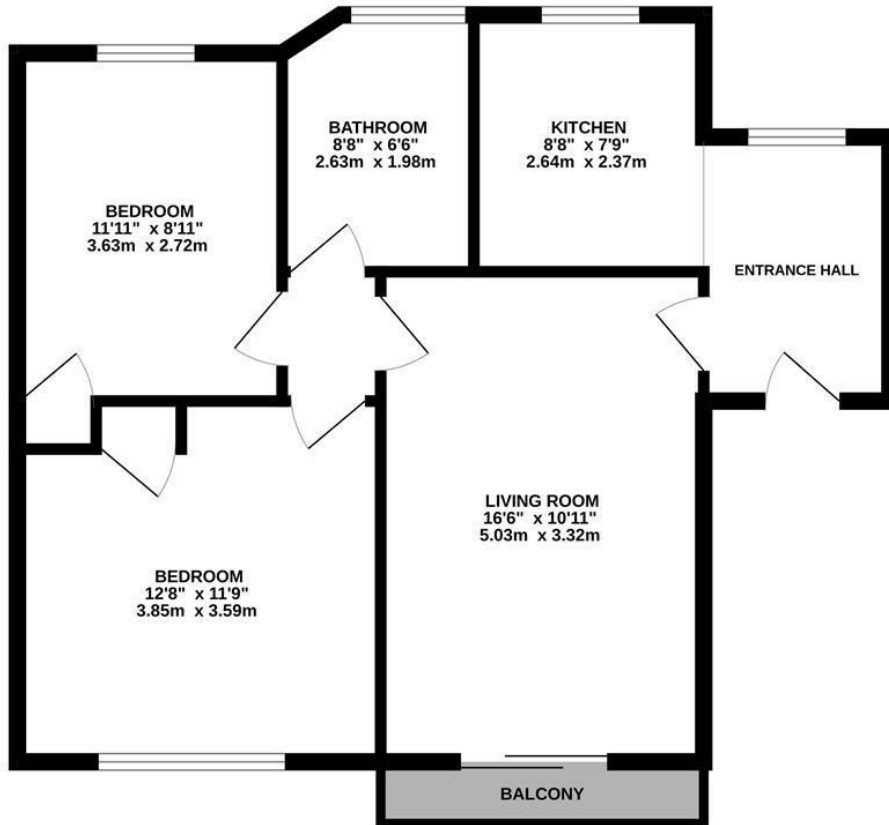 BATHROOM
8'8" x 6'6"
2.63m x 1.98m
KITCHEN
8'8" x 7'9"
2.64m x 2.37m
BEDROOM
11'11" x 8'11"
3.63m x 2.72m
ENTRANCE HALL
LIVING ROOM
16'6" x 10'11"
5.03m x 3.32m
BEDROOM
12'8" x 11'9"
3.85m x 3.59m
BALCONY